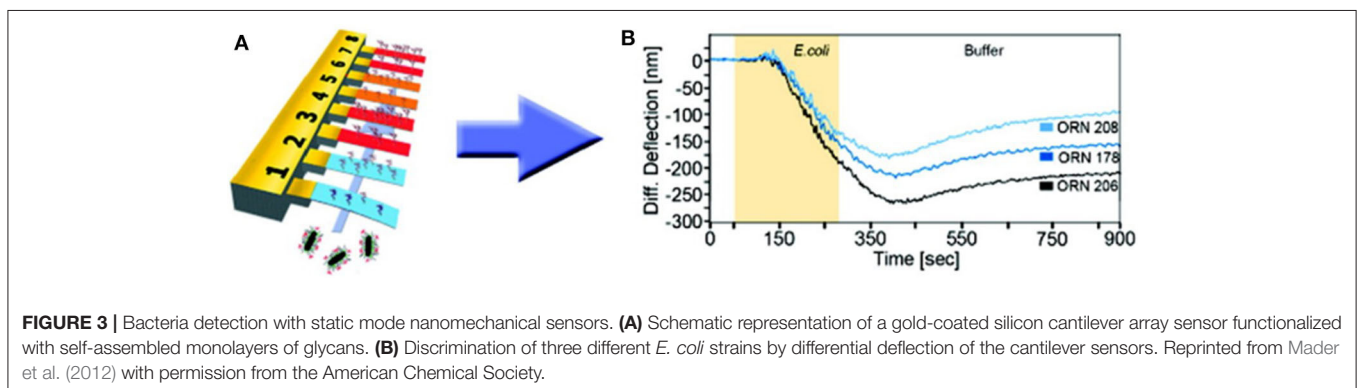 A
1 2 3 4 5 6 7 8
B
E.coli
Buffer
Diff. Deflection [nm]
0
-50
-100
-150
-200
-250
-300
ORN 208
ORN 178
ORN 206
0 150 350 550 750 900
Time [sec]
FIGURE 3 | Bacteria detection with static mode nanomechanical sensors. (A) Schematic representation of a gold-coated silicon cantilever array sensor functionalized
with self-assembled monolayers of glycans. (B) Discrimination of three different E. coli strains by differential deflection of the cantilever sensors. Reprinted from Mader
et al. (2012) with permission from the American Chemical Society.